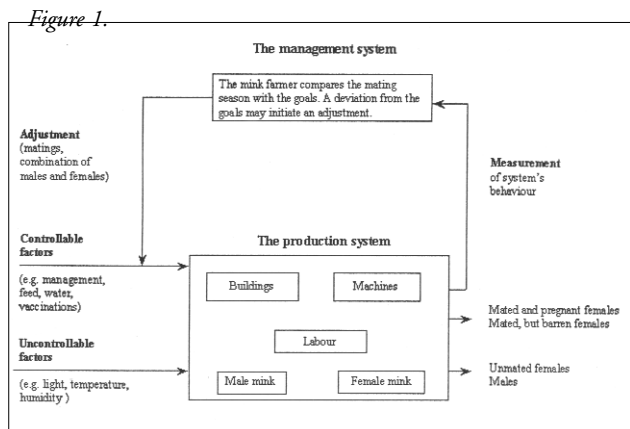 Figure 1.
The management system
The mink farmer compares the mating
season with the goals. A deviation from the
goals may initiate an adjustment.
Adjustment
(matings,
combination of
males and females)
Measurement
of system's
behaviour
Controllable
factors
(e.g. management,
feed, water,
vaccinations)
The production system
Buildings
Machines
Labour
Male mink
Female mink
Mated and pregnant females
Mated, but barren females
Uncontrollable
factors
(e.g. light, temperature,
humidity )
Unmated females
Males